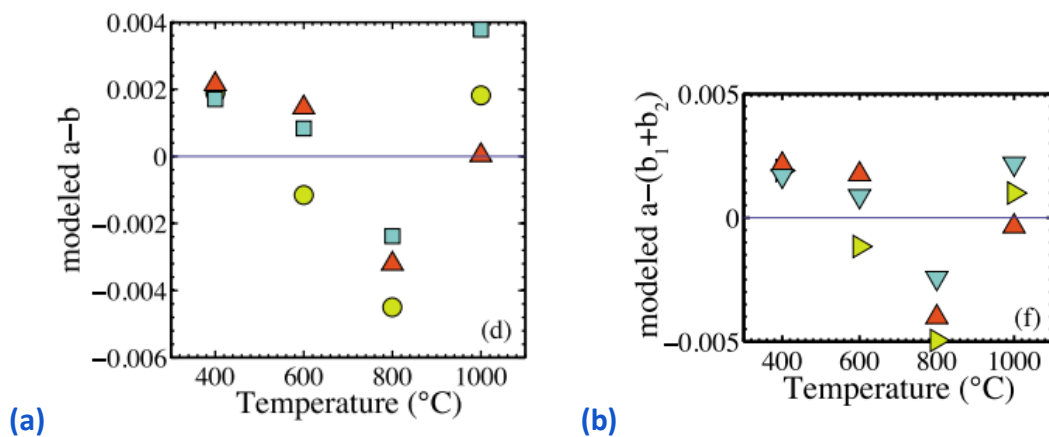 0.004
0.002
0
−0.002
−0.004
−0.006
modeled a−b
400 600 800 1000
Temperature (°C)
(d)
(a)
0.005
0
−0.005
modeled a−(b₁+b₂)
400 600 800 1000
Temperature (°C)
(f)
(b)